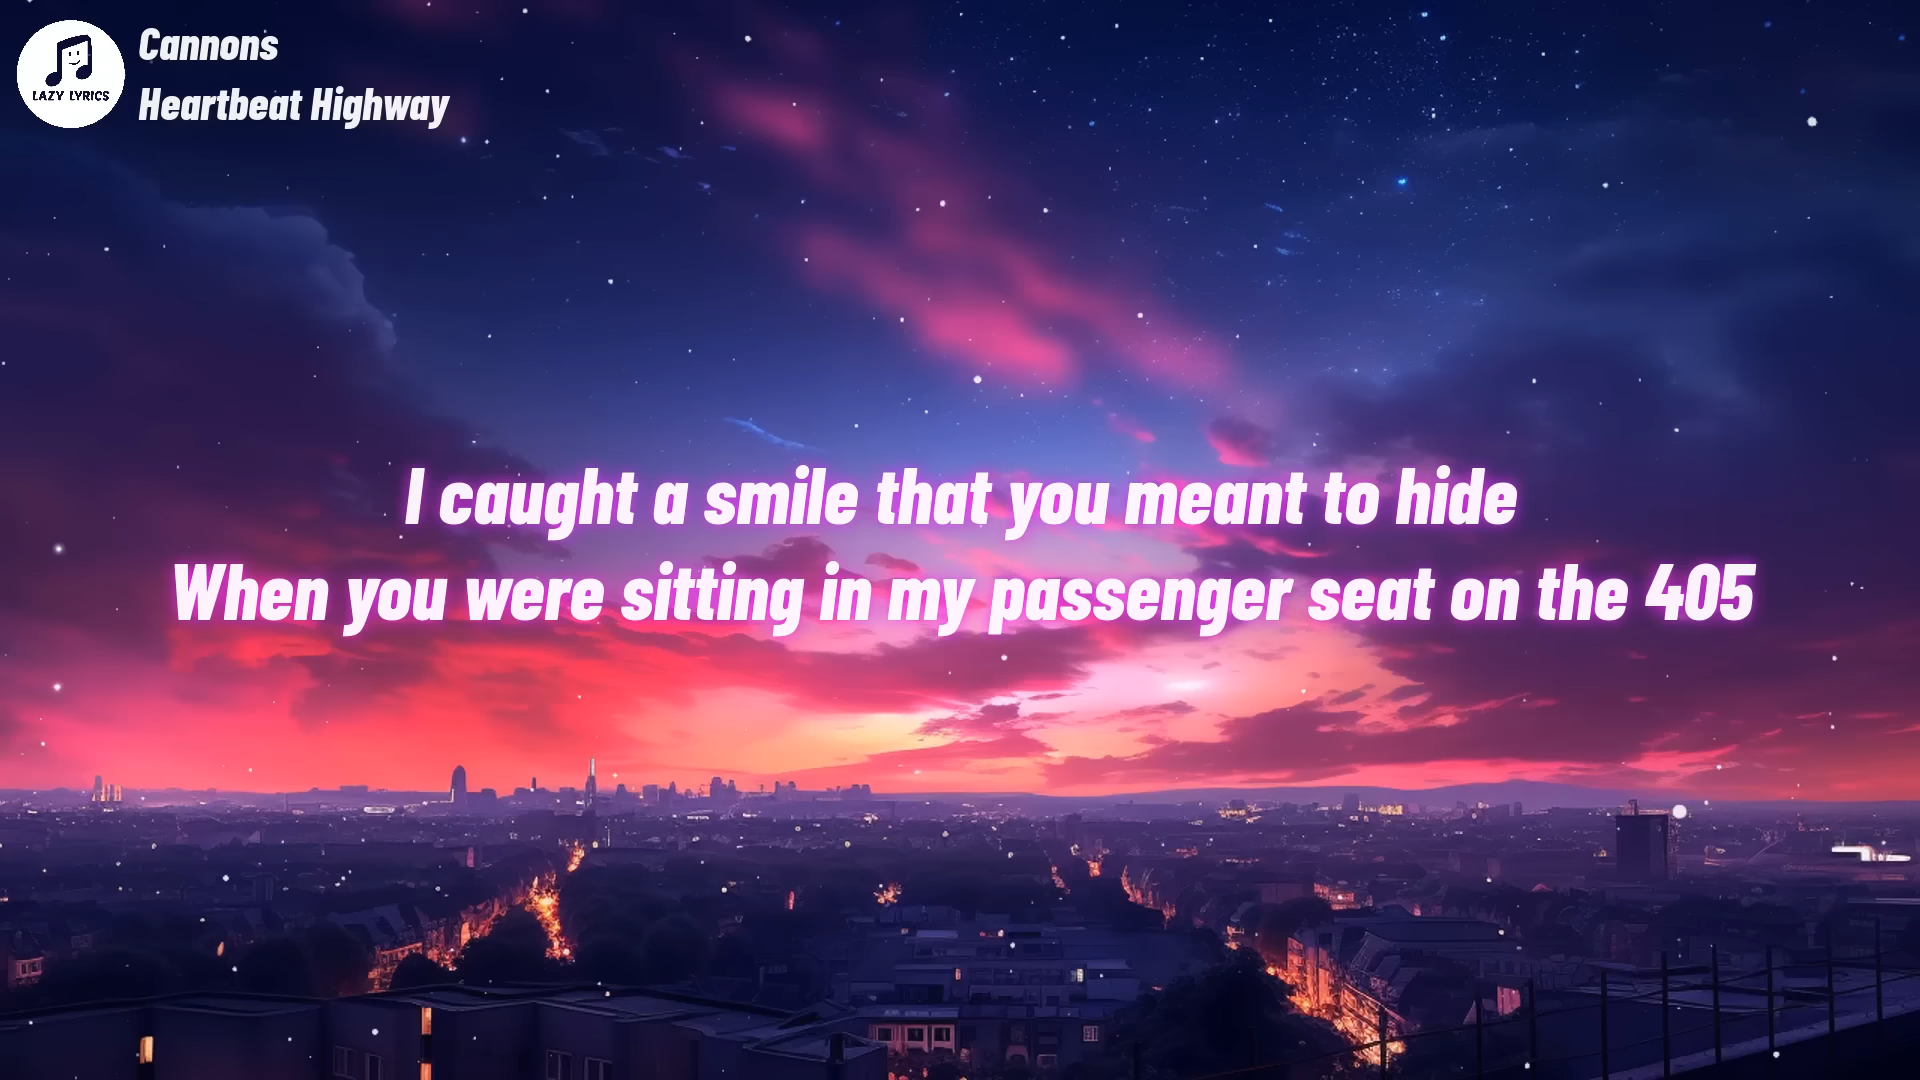 Cannons
Heartbeat Highway
LAZY LYRICS
I caught a smile that you meant to hide
When you were sitting in my passenger seat on the 405